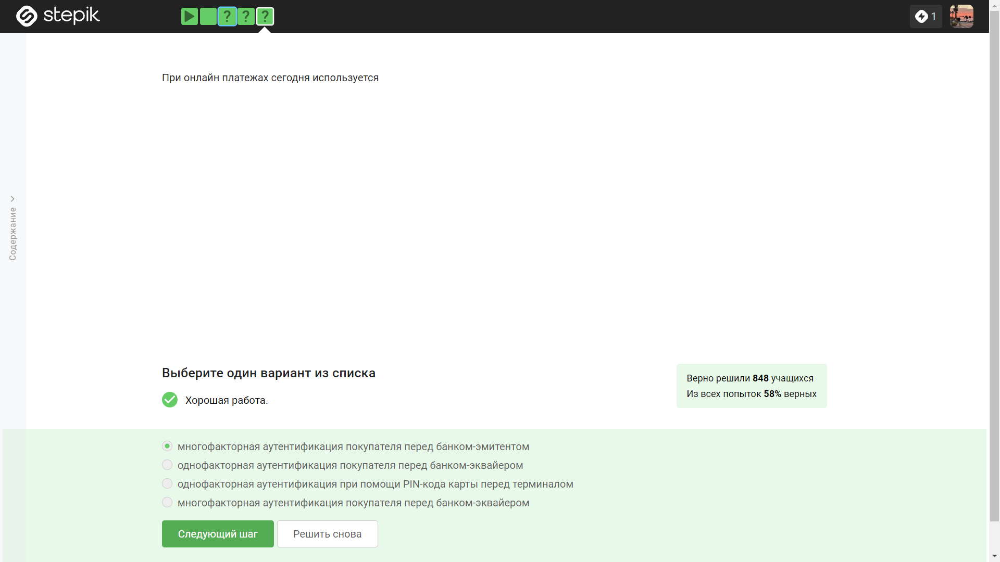 stepik
?
?
?
1
Содержание
При онлайн платежах сегодня используется
Выберите один вариант из списка
Хорошая работа.
Верно решили 848 учащихся
Из всех попыток 58% верных
многофакторная аутентификация покупателя перед банком-эмитентом
однофакторная аутентификация покупателя перед банком-эквайером
однофакторная аутентификация при помощи PIN-кода карты перед терминалом
многофакторная аутентификация покупателя перед банком-эквайером
Следующий шаг
Решить снова